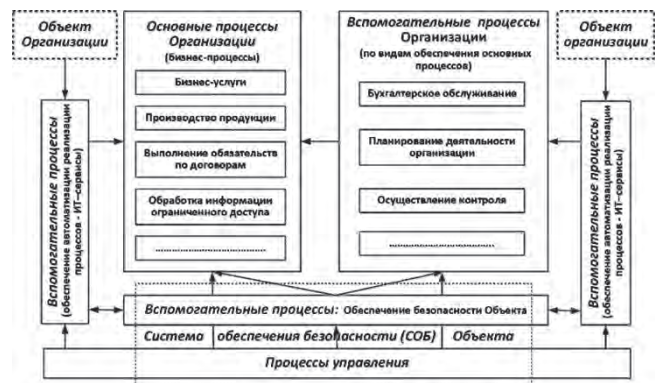 Объект
Организации
Основные процессы
Организации
(бизнес-процессы)
Бизнес-услуги
Производство продукции
Выполнение обязательств
по договорам
Обработка информации
ограниченного доступа
............................................
Вспомогательные процессы
Организации
(по видам обеспечения основных
процессов)
Бухгалтерское обслуживание
Планирование деятельности
организации
Осуществление контроля
............................................
Объект
организации
Вспомогательные процессы
(обеспечение автоматизации реализации
процессов - ИТ–сервисы)
Вспомогательные процессы
(обеспечение автоматизации реализации
процессов - ИТ–сервисы)
Вспомогательные процессы: Обеспечение безопасности Объекта
Система обеспечения безопасности (СОБ) Объекта
Процессы управления